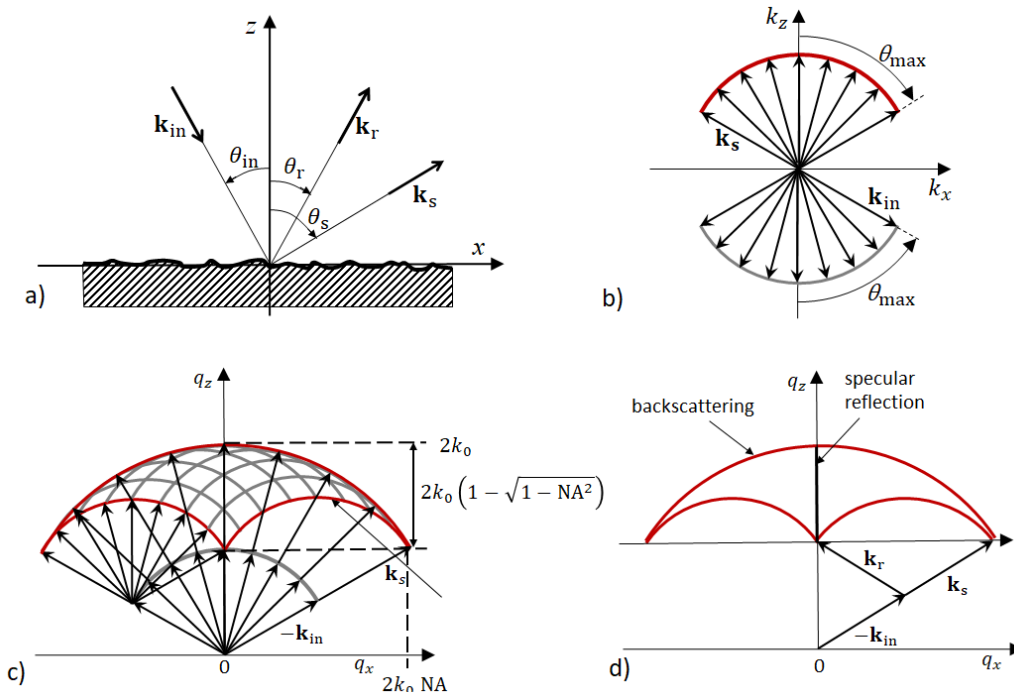 z
k_in
k_r
θ_in
θ_r
k_s
θ_s
x
a)
k_z
θ_max
k_s
k_x
k_in
θ_max
b)
q_z
2k_0
2k_0 (1 − √(1 − NA²))
k_s
−k_in
c)
0
q_x
2k_0 NA
q_z
specular
reflection
backscattering
k_r
k_s
−k_in
d)
0
q_x